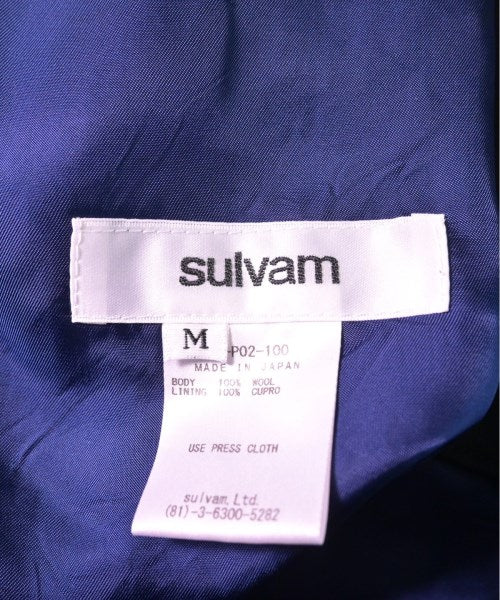 sulvam
M
-P02-100
MADE IN JAPAN
BODY 100% WOOL
LINING 100% CUPRO
USE PRESS CLOTH
sulvam.Ltd.
(81)-3-6300-5282